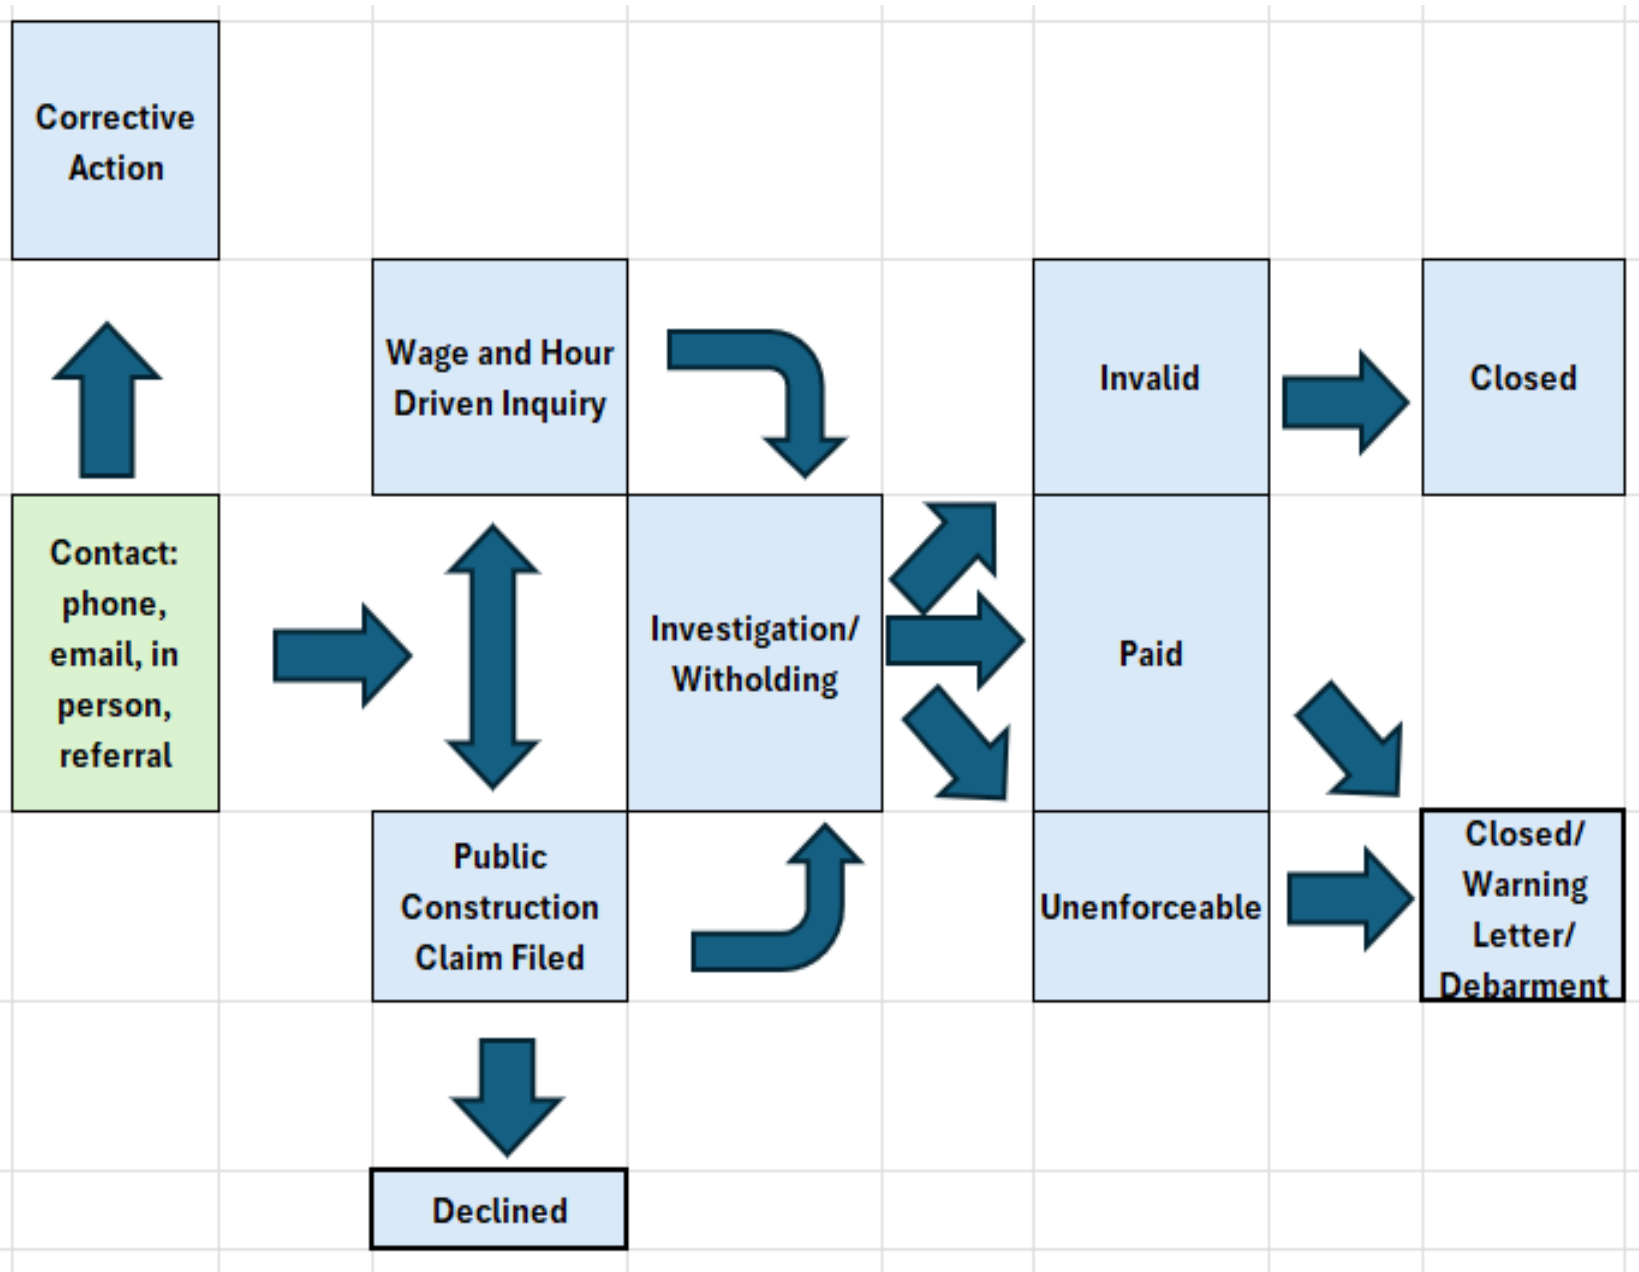 Corrective
Action
Wage and Hour
Driven Inquiry
Invalid
Closed
Contact:
phone,
email, in
person,
referral
Investigation/
Witholding
Paid
Public
Construction
Claim Filed
Unenforceable
Closed/
Warning
Letter/
Debarment
Declined